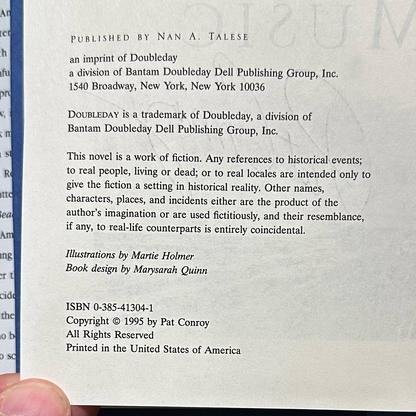 PUBLISHED BY NAN A. TALESE
an imprint of Doubleday
a division of Bantam Doubleday Dell Publishing Group, Inc.
1540 Broadway, New York, New York 10036
DOUBLEDAY is a trademark of Doubleday, a division of
Bantam Doubleday Dell Publishing Group, Inc.
This novel is a work of fiction. Any references to historical events;
to real people, living or dead; or to real locales are intended only to
give the fiction a setting in historical reality. Other names,
characters, places, and incidents either are the product of the
author's imagination or are used fictitiously, and their resemblance,
if any, to real-life counterparts is entirely coincidental.
Illustrations by Martie Holmer
Book design by Marysarah Quinn
ISBN 0-385-41304-1
Copyright © 1995 by Pat Conroy
All Rights Reserved
Printed in the United States of America